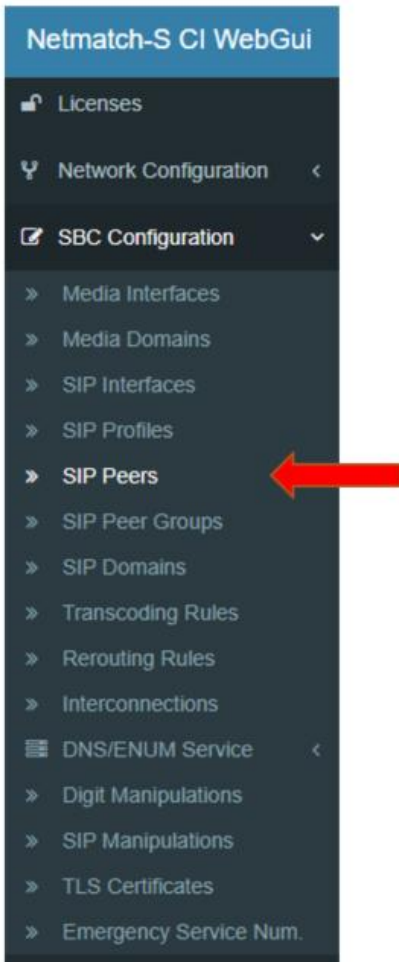 Netmatch-S CI WebGui
Licenses
Network Configuration
SBC Configuration
Media Interfaces
Media Domains
SIP Interfaces
SIP Profiles
SIP Peers
SIP Peer Groups
SIP Domains
Transcoding Rules
Rerouting Rules
Interconnections
DNS/ENUM Service
Digit Manipulations
SIP Manipulations
TLS Certificates
Emergency Service Num.